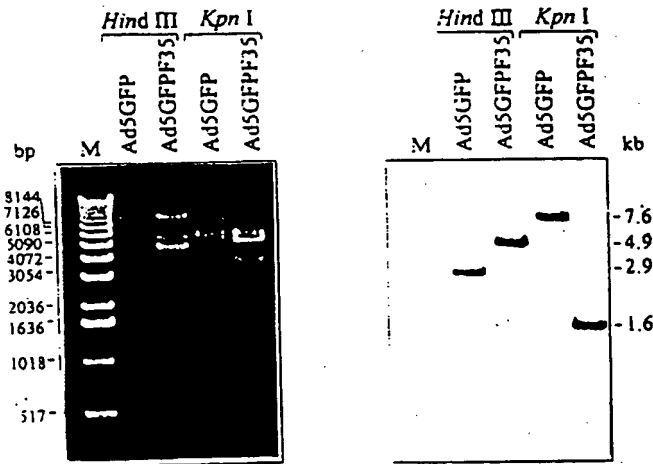 Hind III Kpn I
Ad5GFP
Ad5GFPF35
Ad5GFP
Ad5GFPF35
bp M
8144
7126
6108
5090
4072
3054
2036-
1636-
1018-
517-
Hind III Kpn I
Ad5GFP
Ad5GFPF35
Ad5GFP
Ad5GFPF35
M kb
-7.6
-4.9
-2.9
-1.6